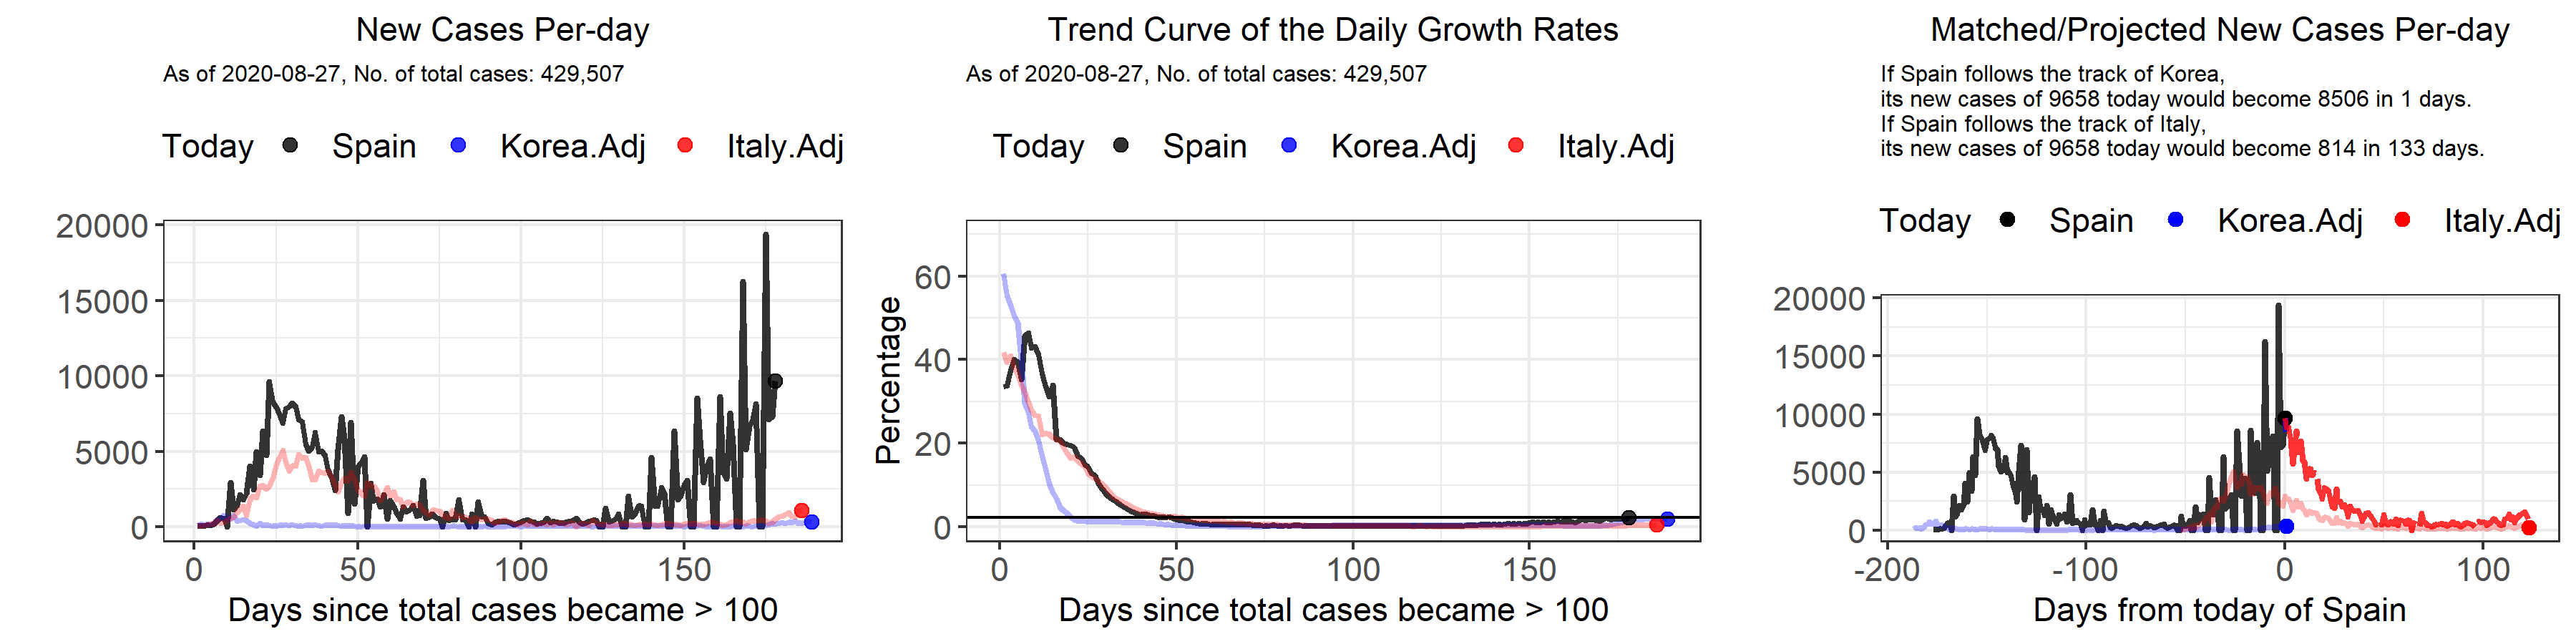 New Cases Per-day
As of 2020-08-27, No. of total cases: 429,507
Today Spain Korea.Adj Italy.Adj
20000
15000
10000
5000
0
0 50 100 150
Days since total cases became > 100
Trend Curve of the Daily Growth Rates
As of 2020-08-27, No. of total cases: 429,507
Today Spain Korea.Adj Italy.Adj
Percentage
60
40
20
0
0 50 100 150
Days since total cases became > 100
Matched/Projected New Cases Per-day
If Spain follows the track of Korea,
its new cases of 9658 today would become 8506 in 1 days.
If Spain follows the track of Italy,
its new cases of 9658 today would become 814 in 133 days.
Today Spain Korea.Adj Italy.Adj
20000
15000
10000
5000
0
-200 -100 0 100
Days from today of Spain